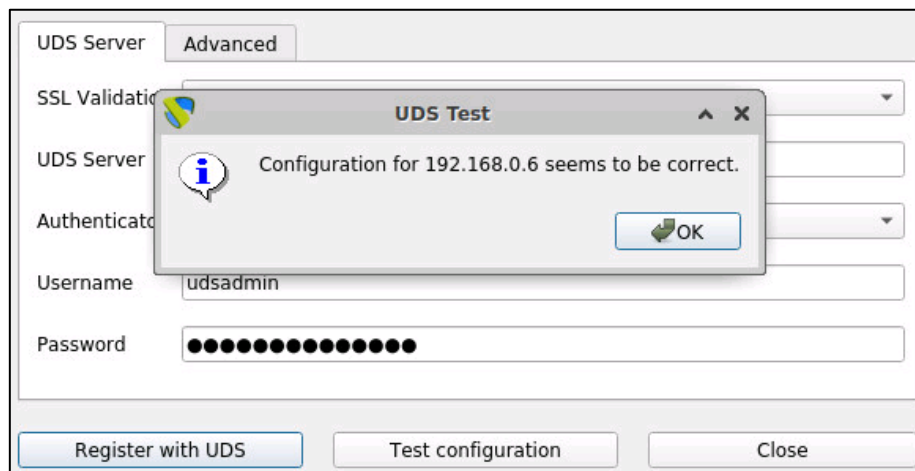 UDS Server
Advanced
SSL Validatio
UDS Test
Configuration for 192.168.0.6 seems to be correct.
OK
UDS Server
Authenticato
Username
udsadmin
Password
●●●●●●●●●●●●●●
Register with UDS
Test configuration
Close